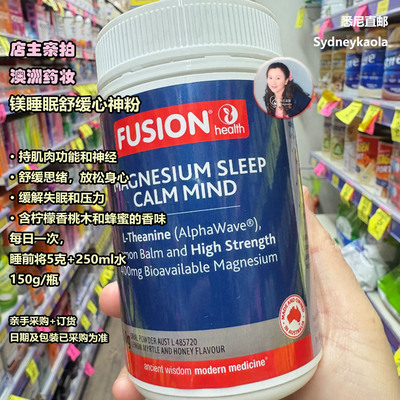 悉尼直邮
Sydneykaola
店主亲拍
澳洲药妆
镁睡眠舒缓心神粉
• 持肌肉功能和神经
• 舒缓思绪，放松身心
• 缓解失眠和压力
• 含柠檬香桃木和蜂蜜的香味
每日一次，
睡前将5克+250ml水
150g/瓶
亲手采购+订货
日期及包装已采购为准
FUSION®
health
MAGNESIUM SLEEP
CALM MIND
L-Theanine (AlphaWave®),
mon Balm and High Strength
400mg Bioavailable Magnesium
POWDER AUST L 485720
MYRTLE AND HONEY FLAVOUR
ancient wisdom modern medicine®